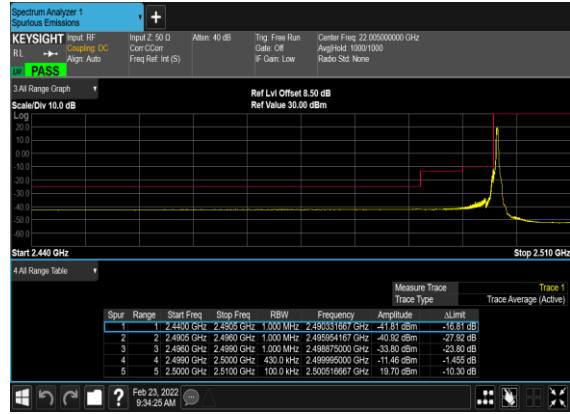 Spectrum Analyzer 1
Spurious Emissions
KEYSIGHT Input: RF Input Z: 50 Ω Atten: 40 dB Trig: Free Run Center Freq: 22.005000000 GHz
RL Coupling: DC Corr CCorr Gate: Off Avg|Hold: 1000/1000
Align: Auto Freq Ref: Int (S) IF Gain: Low Radio Std: None
LW PASS
3 All Range Graph
Ref Lvl Offset 8.50 dB
Scale/Div 10.0 dB Ref Value 30.00 dBm
Log
20.0
10.0
0.00
-10.0
-20.0
-30.0
-40.0
-50.0
-60.0
Start 2.440 GHz Stop 2.510 GHz
4 All Range Table
Measure Trace Trace 1
Trace Type Trace Average (Active)
Spur Range Start Freq Stop Freq RBW Frequency Amplitude ΔLimit
1 1 2.4400 GHz 2.4905 GHz 1.000 MHz 2.490331667 GHz -41.81 dBm -16.81 dB
2 2 2.4905 GHz 2.4960 GHz 1.000 MHz 2.495954167 GHz -40.92 dBm -27.92 dB
3 3 2.4960 GHz 2.4990 GHz 1.000 MHz 2.498875000 GHz -33.80 dBm -23.80 dB
4 4 2.4990 GHz 2.5000 GHz 430.0 kHz 2.499995000 GHz -11.46 dBm -1.455 dB
5 5 2.5000 GHz 2.5100 GHz 100.0 kHz 2.500516667 GHz 19.70 dBm -10.30 dB
? Feb 23, 2022
9:34:25 AM